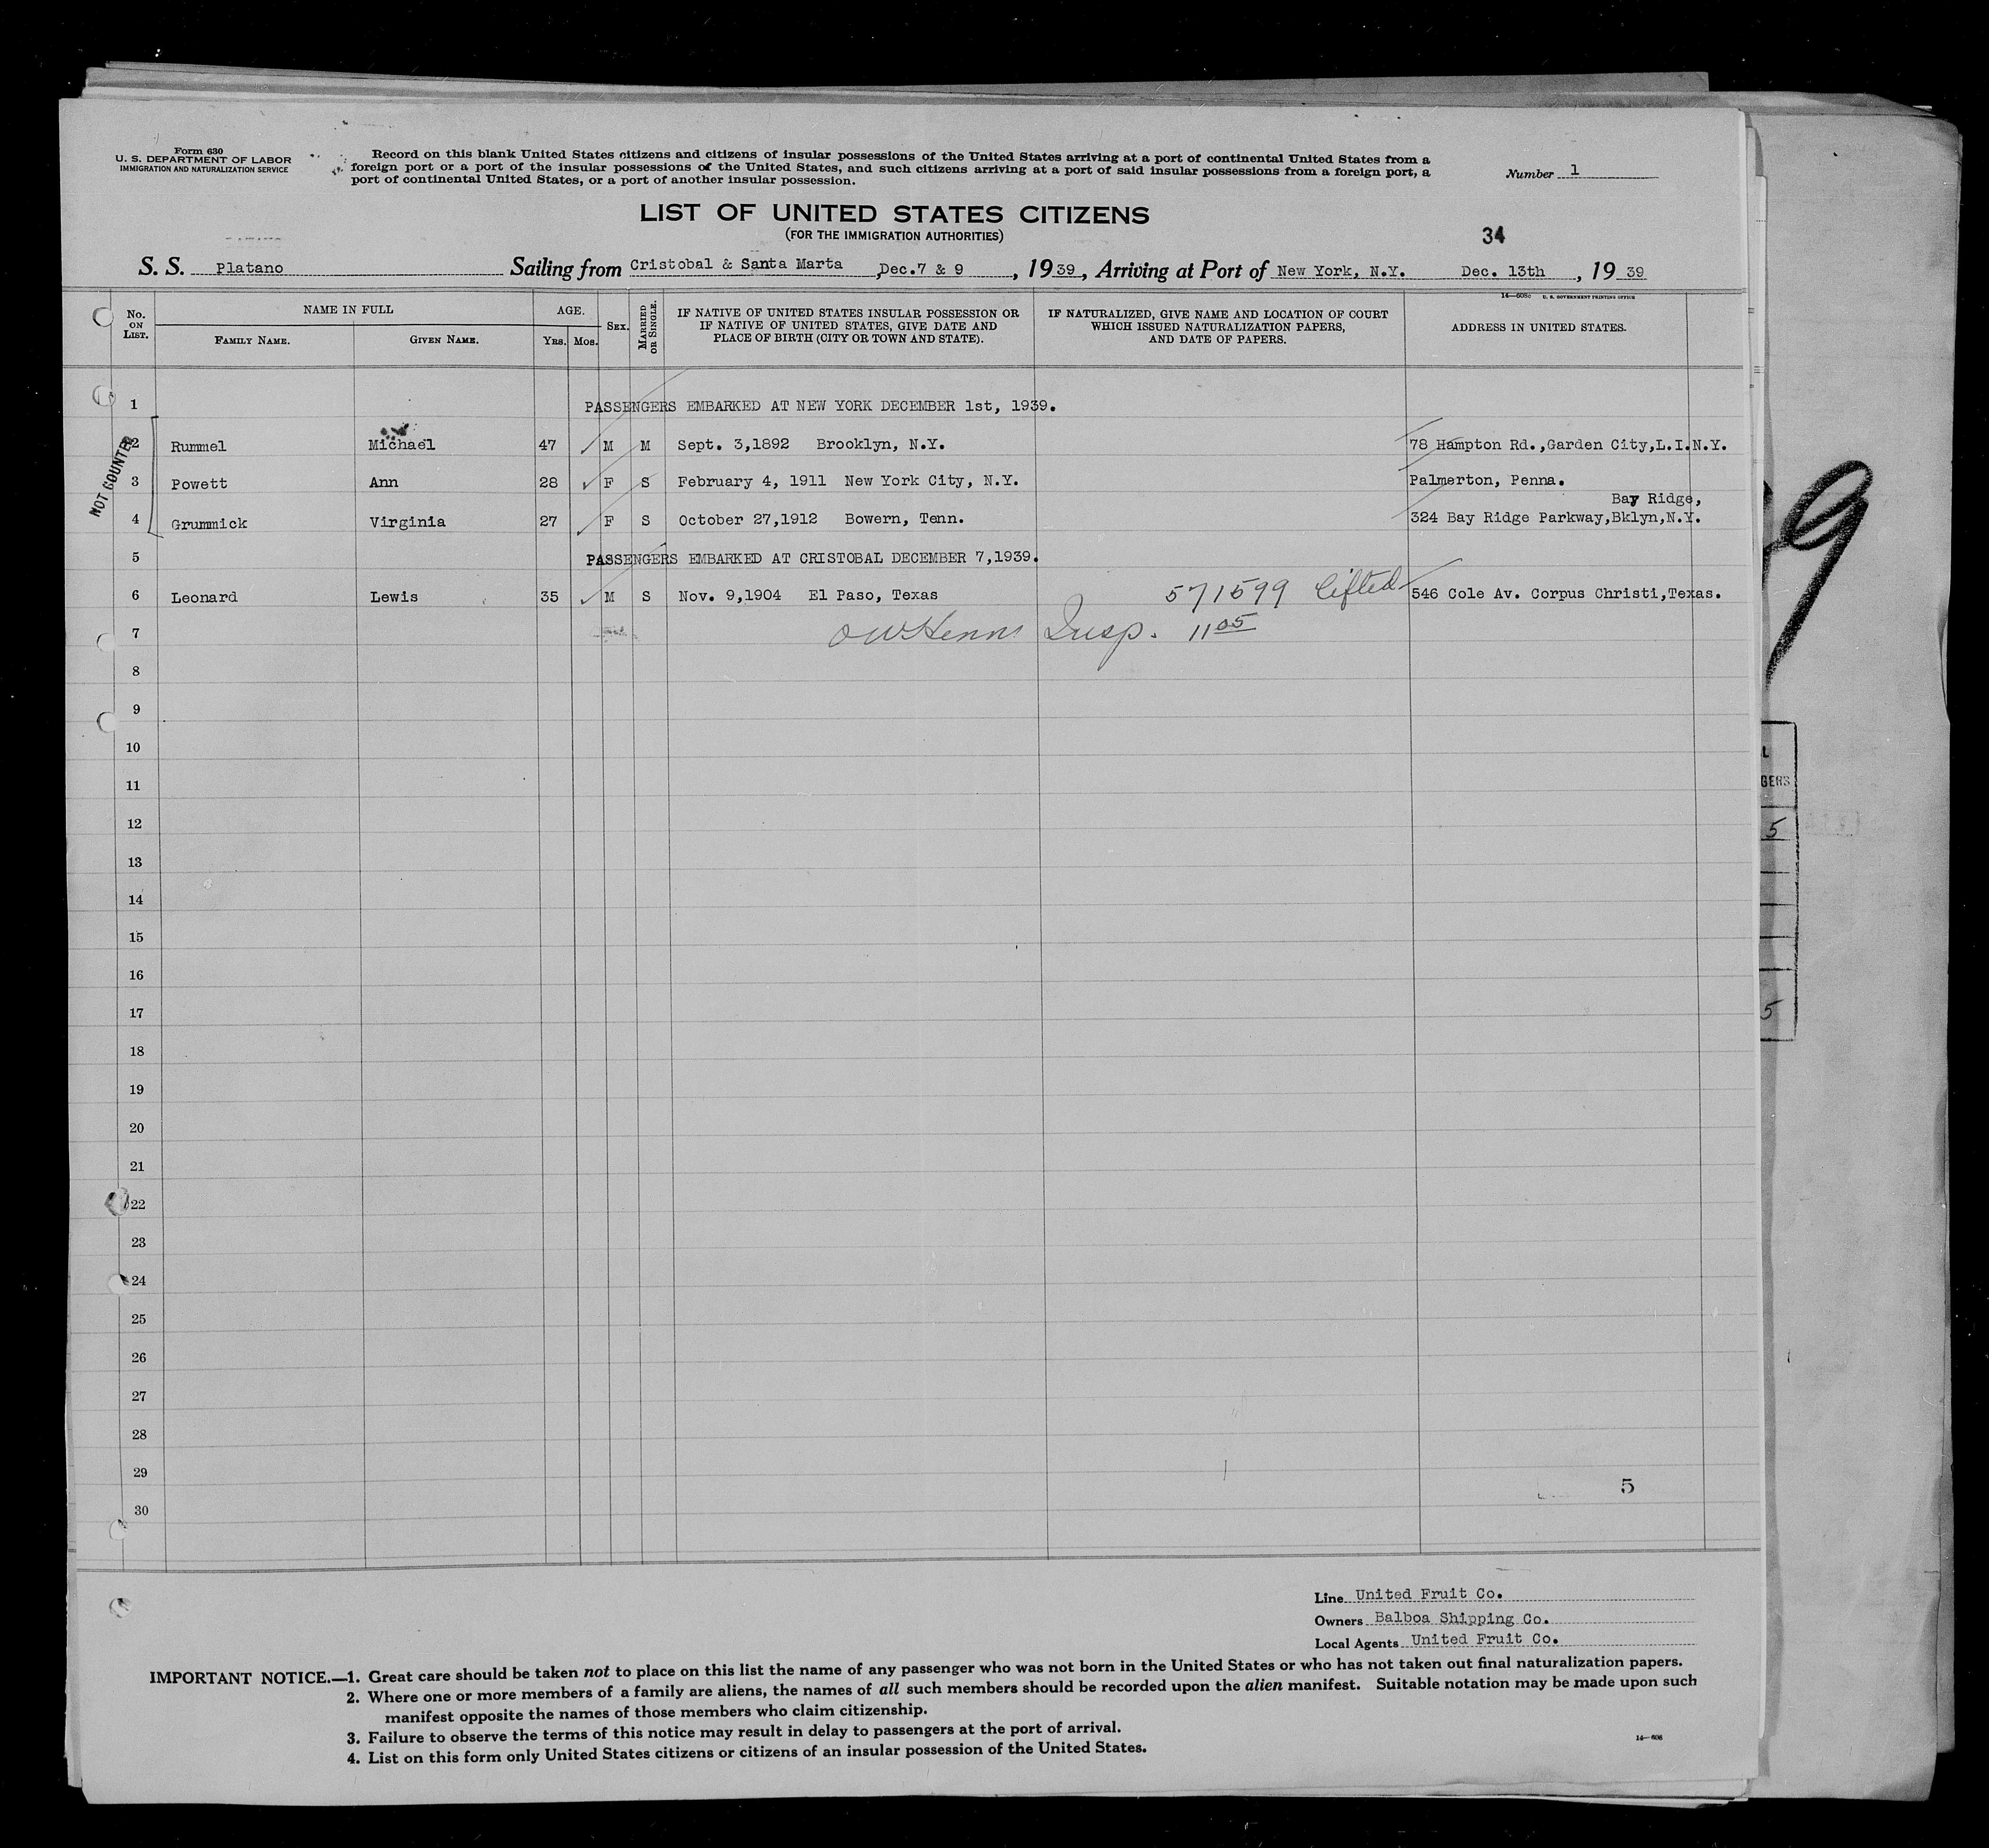 Form 630
U. S. DEPARTMENT OF LABOR
IMMIGRATION AND NATURALIZATION SERVICE
Record on this blank United States citizens and citizens of insular possessions of the United States arriving at a port of continental United States from a
foreign port or a port of the insular possessions of the United States, and such citizens arriving at a port of said insular possessions from a foreign port, a
port of continental United States, or a port of another insular possession.
Number 1
LIST OF UNITED STATES CITIZENS
(FOR THE IMMIGRATION AUTHORITIES)
34
S. S. Platano Sailing from Cristobal & Santa Marta , Dec.7 & 9 , 1939, Arriving at Port of New York, N.Y. Dec. 13th , 1939
14—608c U. S. GOVERNMENT PRINTING OFFICE
No. ON LIST. NAME IN FULL AGE. SEX. MARRIED OR SINGLE. IF NATIVE OF UNITED STATES INSULAR POSSESSION OR IF NATIVE OF UNITED STATES, GIVE DATE AND PLACE OF BIRTH (CITY OR TOWN AND STATE). IF NATURALIZED, GIVE NAME AND LOCATION OF COURT WHICH ISSUED NATURALIZATION PAPERS, AND DATE OF PAPERS. ADDRESS IN UNITED STATES.
FAMILY NAME. GIVEN NAME. YRS. MOS.
1 PASSENGERS EMBARKED AT NEW YORK DECEMBER 1st, 1939.
NOT COUNTED
2 Rummel Michael 47 M M Sept. 3,1892 Brooklyn, N.Y. 78 Hampton Rd.,Garden City,L.I.N.Y.
3 Powett Ann 28 F S February 4, 1911 New York City, N.Y. Palmerton, Penna.
Bay Ridge,
4 Grummick Virginia 27 F S October 27,1912 Bowern, Tenn. 324 Bay Ridge Parkway,Bklyn,N.Y.
5 PASSENGERS EMBARKED AT CRISTOBAL DECEMBER 7,1939.
6 Leonard Lewis 35 M S Nov. 9,1904 El Paso, Texas 571599 lifted 546 Cole Av. Corpus Christi,Texas.
7 Insp. 11 05
8
9
10
11
12
13
14
15
16
17
18
19
20
21
22
23
24
25
26
27
28
29
5
30
Line United Fruit Co.
Owners Balboa Shipping Co.
Local Agents United Fruit Co.
IMPORTANT NOTICE.—1. Great care should be taken not to place on this list the name of any passenger who was not born in the United States or who has not taken out final naturalization papers.
2. Where one or more members of a family are aliens, the names of all such members should be recorded upon the alien manifest. Suitable notation may be made upon such
manifest opposite the names of those members who claim citizenship.
3. Failure to observe the terms of this notice may result in delay to passengers at the port of arrival.
4. List on this form only United States citizens or citizens of an insular possession of the United States.
14—608
9
GERS
5
5